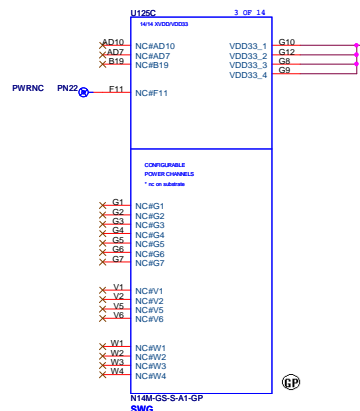 U125C 3 OF 14
14/14 XVDD/VDD33
AD10 NC#AD10 VDD33_1 G10
AD7 NC#AD7 VDD33_2 G12
B19 NC#B19 VDD33_3 G8
VDD33_4 G9
PWRNC PN22 F11 NC#F11
CONFIGURABLE
POWER CHANNELS
* nc on substrate
G1 NC#G1
G2 NC#G2
G3 NC#G3
G4 NC#G4
G5 NC#G5
G6 NC#G6
G7 NC#G7
V1 NC#V1
V2 NC#V2
V5 NC#V5
V6 NC#V6
W1 NC#W1
W2 NC#W2
W3 NC#W3
W4 NC#W4
GP
N14M-GS-S-A1-GP
SWG